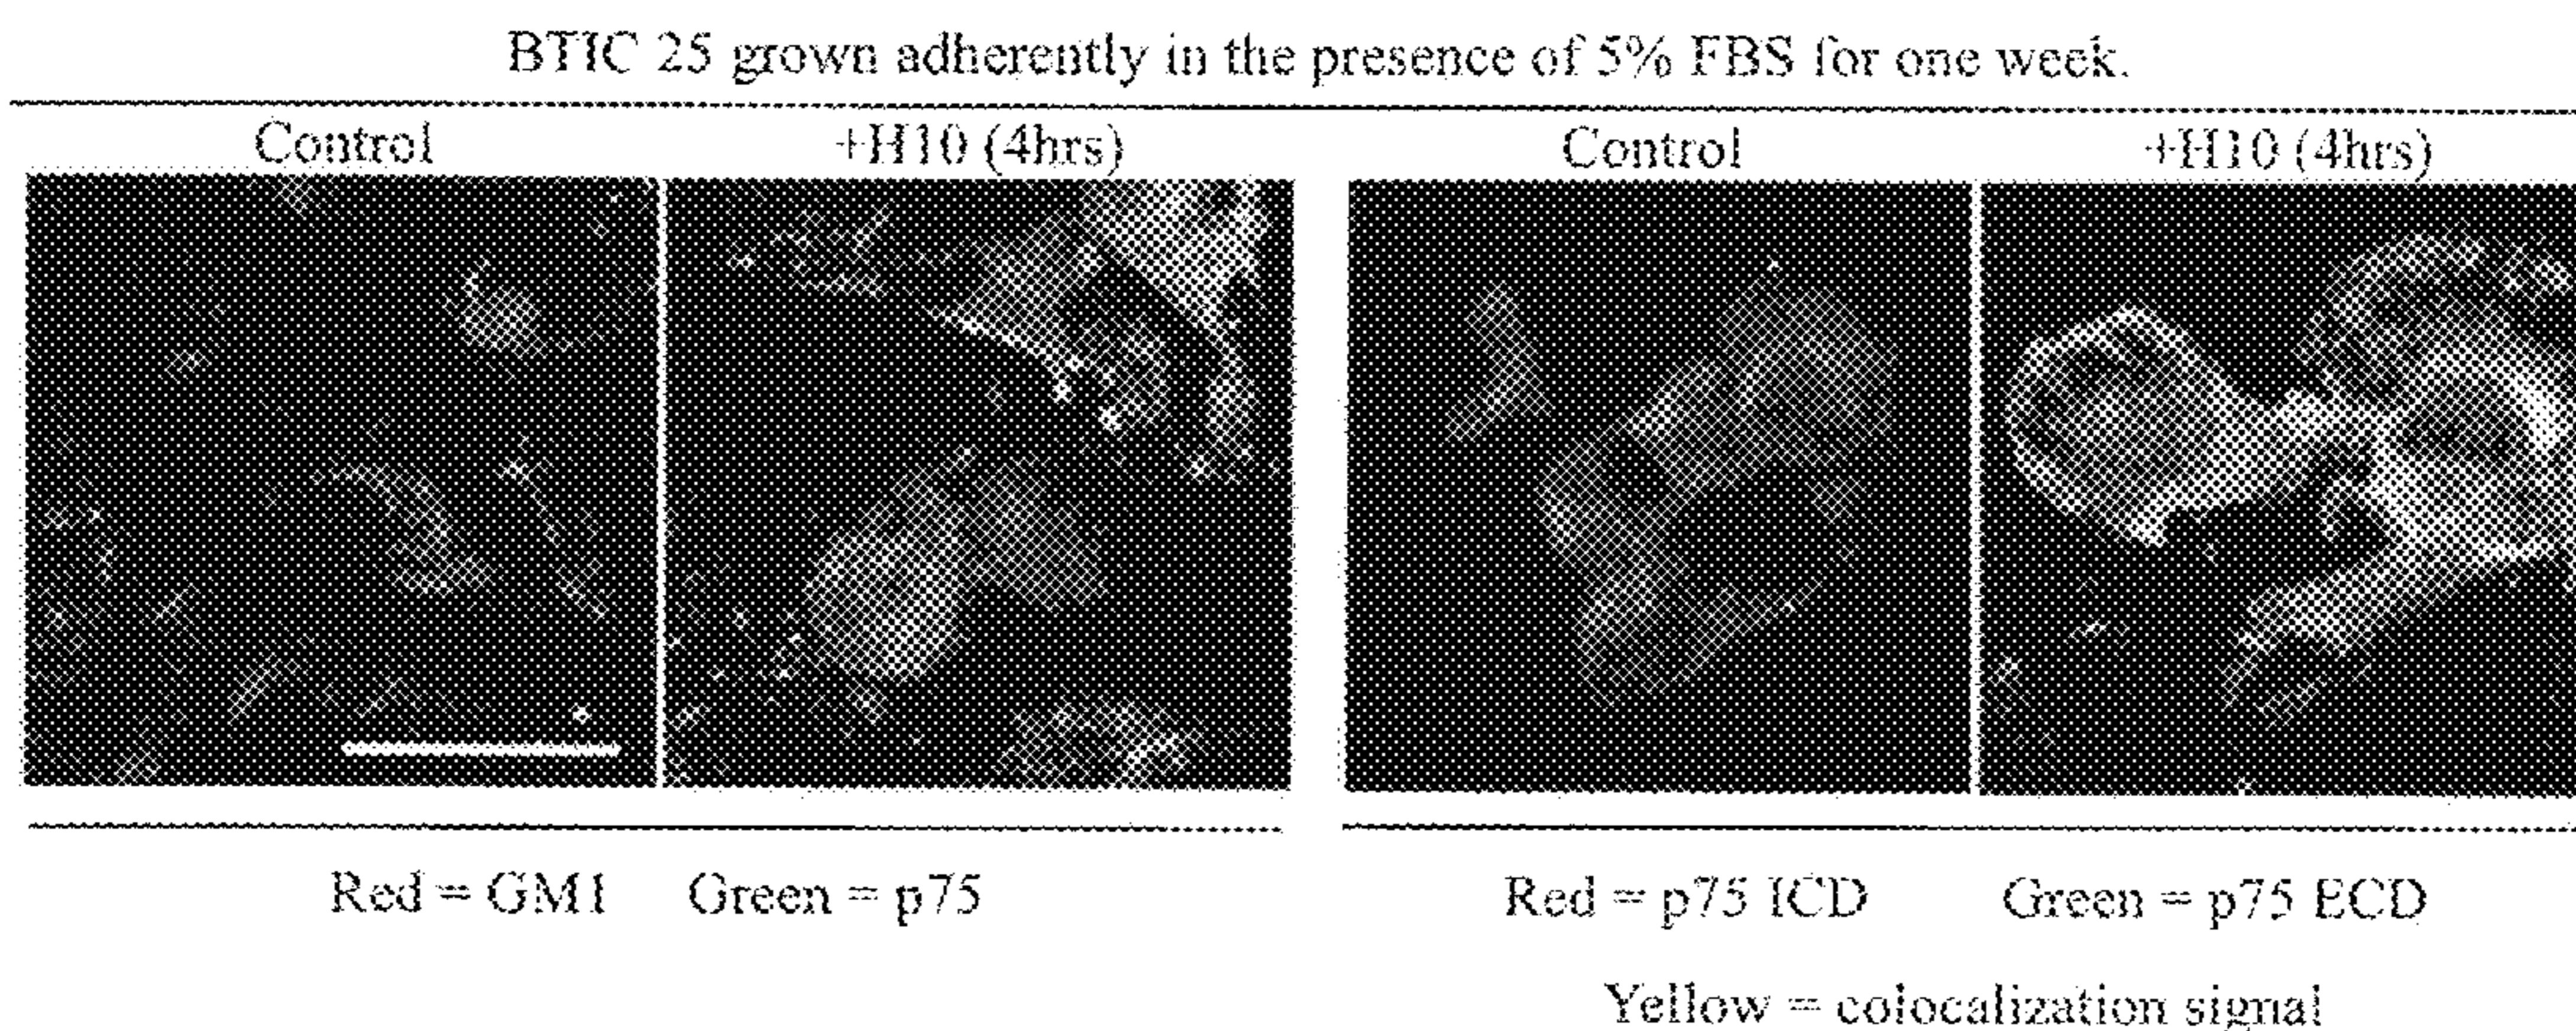 BTIC 25 grown adherently in the presence of 5% FBS for one week.
Control +H10 (4hrs) Control +H10 (4hrs)
Red = GM1 Green = p75 Red = p75 ICD Green = p75 ECD
Yellow = colocalization signal